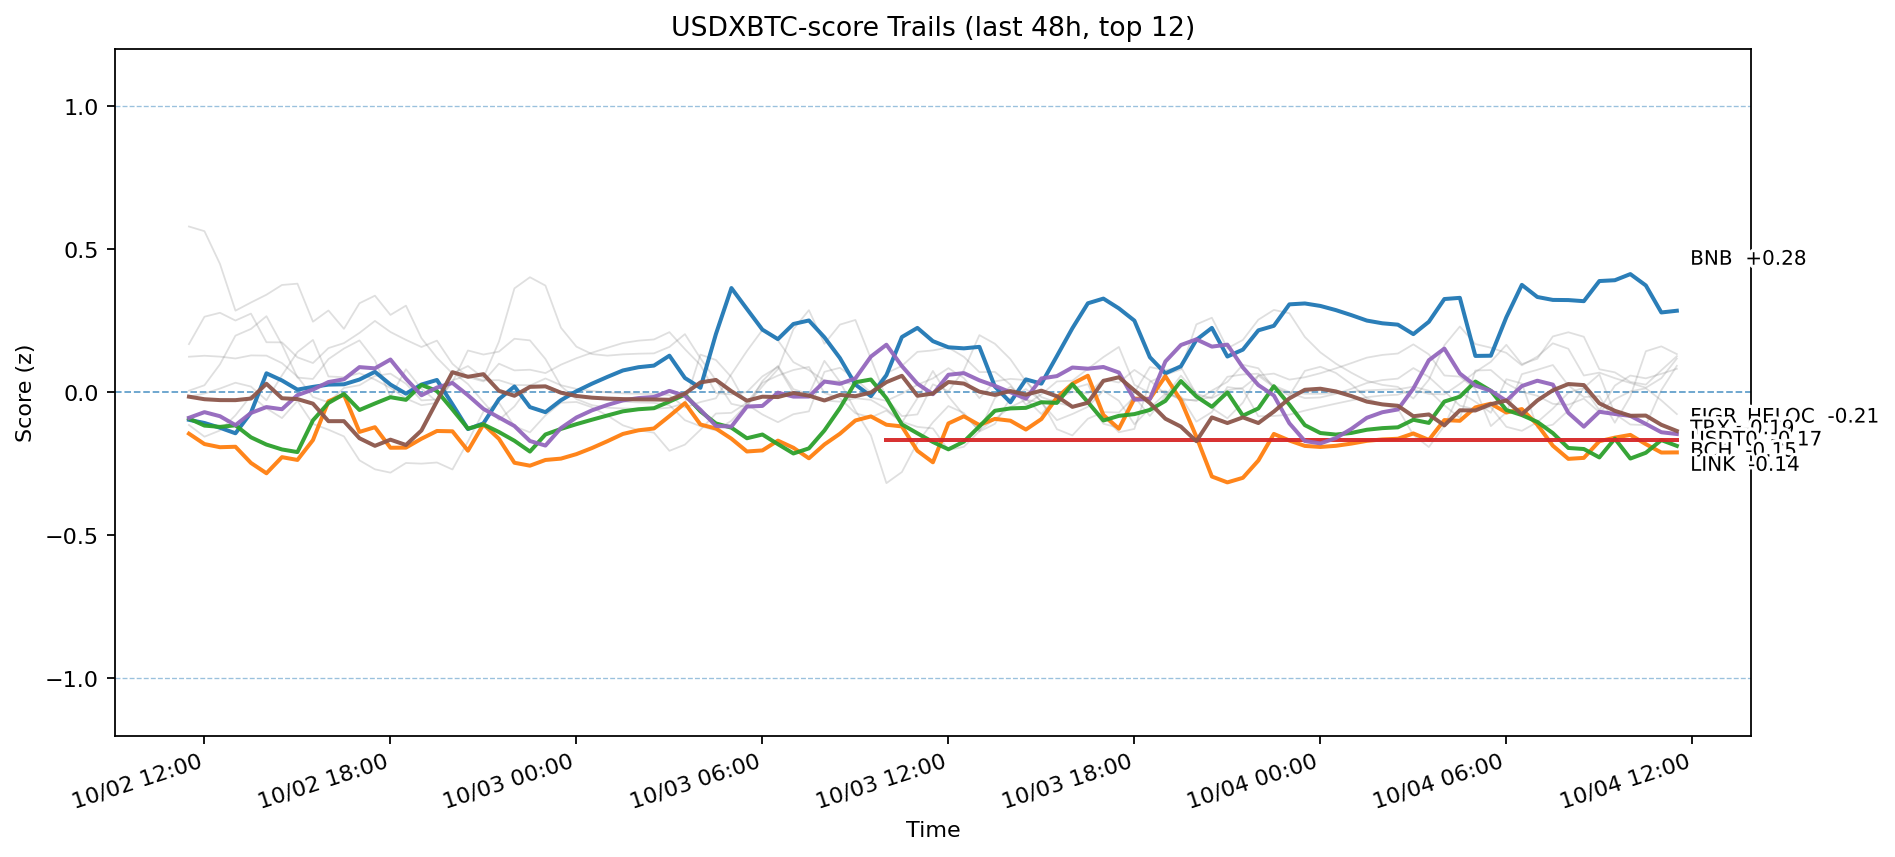 USDXBTC-score Trails (last 48h, top 12)
Score (z)
1.0
0.5
0.0
−0.5
−1.0
BNB +0.28
FIGR_HELOC -0.21
TRX -0.19
USDT0 -0.17
BCH -0.15
LINK -0.14
10/02 12:00
10/02 18:00
10/03 00:00
10/03 06:00
10/03 12:00
10/03 18:00
10/04 00:00
10/04 06:00
10/04 12:00
Time